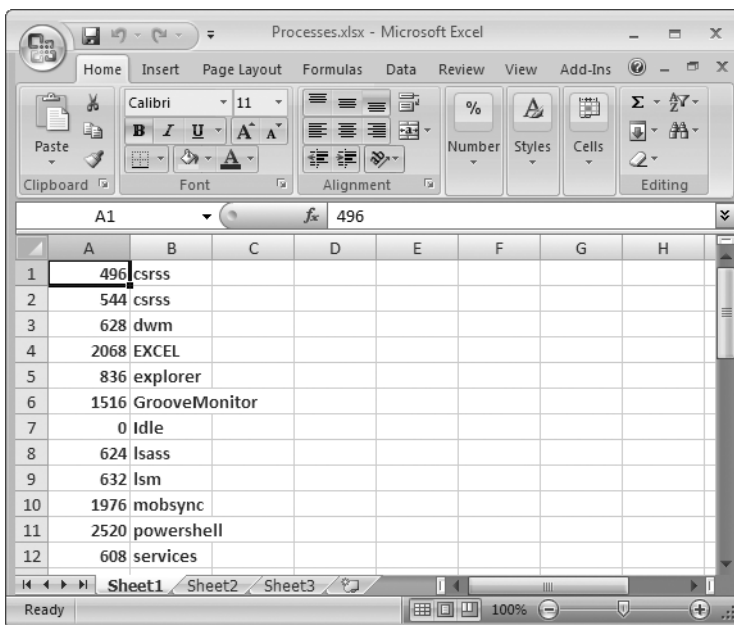 Processes.xlsx - Microsoft Excel
Home Insert Page Layout Formulas Data Review View Add-Ins
Calibri 11
B I U A A
Paste A Number Styles Cells
Clipboard Font Alignment Editing
A1 fx 496
A B C D E F G H
1 496 csrss
2 544 csrss
3 628 dwm
4 2068 EXCEL
5 836 explorer
6 1516 GrooveMonitor
7 0 Idle
8 624 lsass
9 632 lsm
10 1976 mobsync
11 2520 powershell
12 608 services
Sheet1 Sheet2 Sheet3
Ready 100%